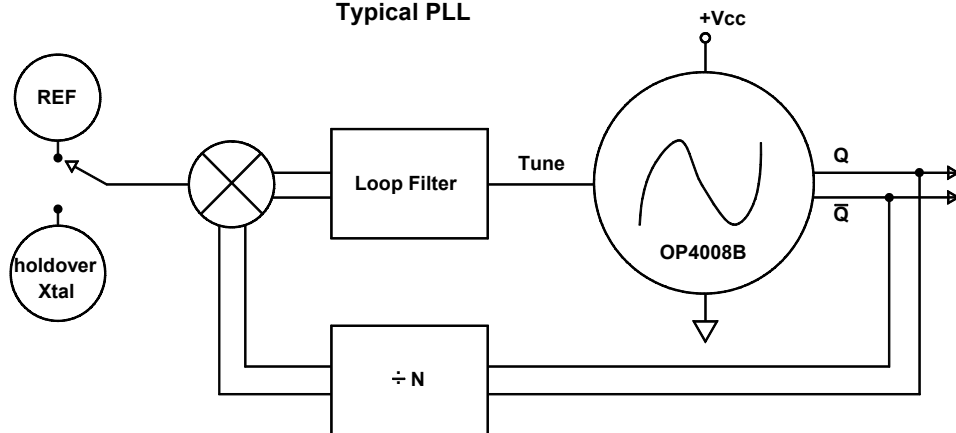 Typical PLL
+Vcc
REF
Loop Filter
Tune
Q
Q̅
OP4008B
holdover
Xtal
÷ N